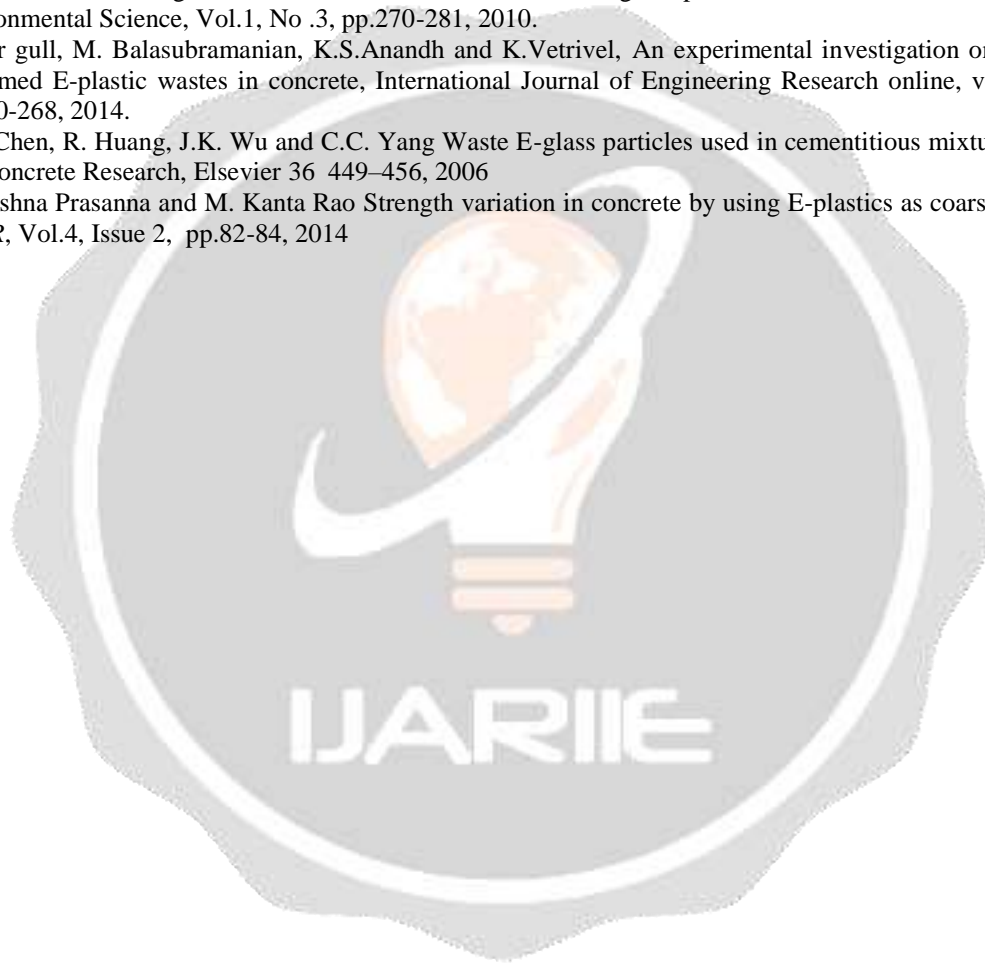 onmental Science, Vol.1, No .3, pp.270-281, 2010.
r gull, M. Balasubramanian, K.S.Anandh and K.Vetrivel, An experimental investigation on
med E-plastic wastes in concrete, International Journal of Engineering Research online, v
0-268, 2014.
Chen, R. Huang, J.K. Wu and C.C. Yang Waste E-glass particles used in cementitious mixtu
oncrete Research, Elsevier 36 449–456, 2006
shna Prasanna and M. Kanta Rao Strength variation in concrete by using E-plastics as coars
, Vol.4, Issue 2, pp.82-84, 2014
IJARIIE